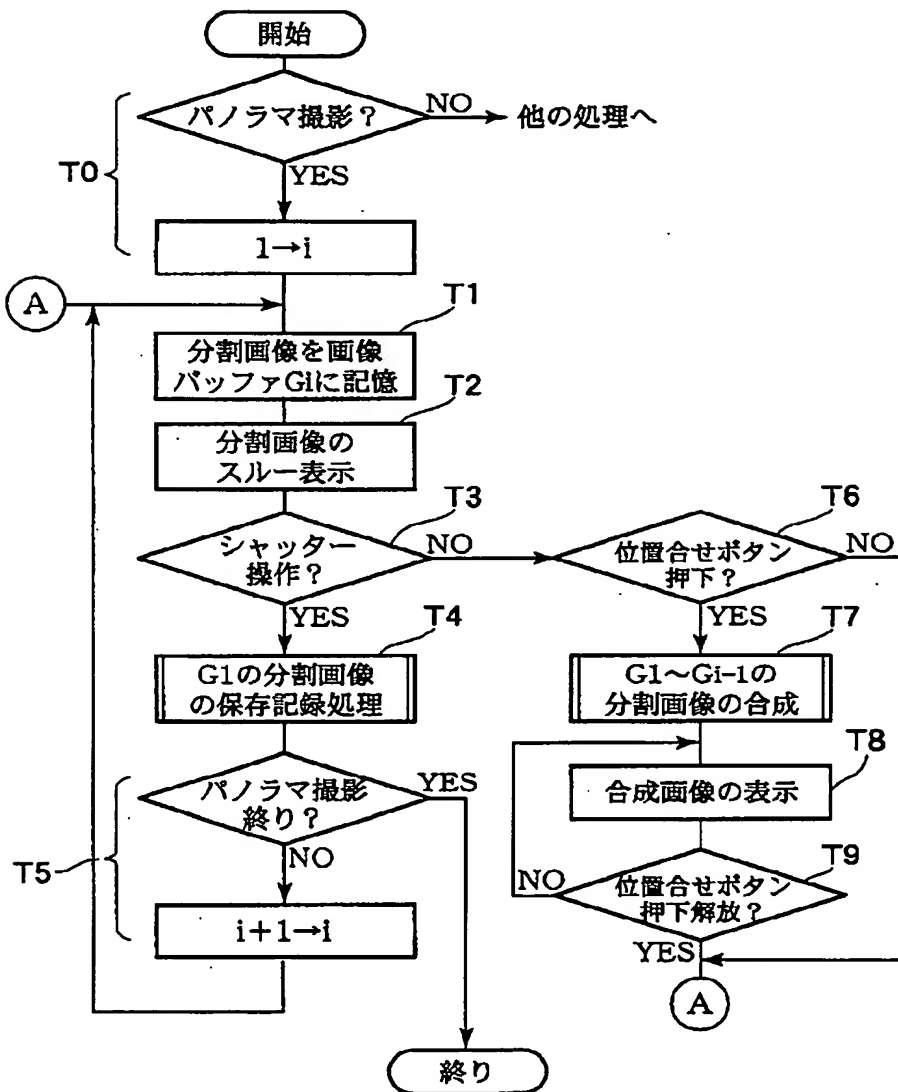 開始
パノラマ撮影?
NO
他の処理へ
T0
YES
1→i
A
T1
分割画像を画像
バッファGiに記憶
T2
分割画像の
スルー表示
T3
シャッター
操作?
NO
YES
T6
位置合せボタン
押下?
NO
YES
T4
G1の分割画像
の保存記録処理
T7
G1〜Gi-1の
分割画像の合成
T8
合成画像の表示
T5
パノラマ撮影
終り?
YES
NO
T9
位置合せボタン
押下解放?
NO
YES
i+1→i
A
終り